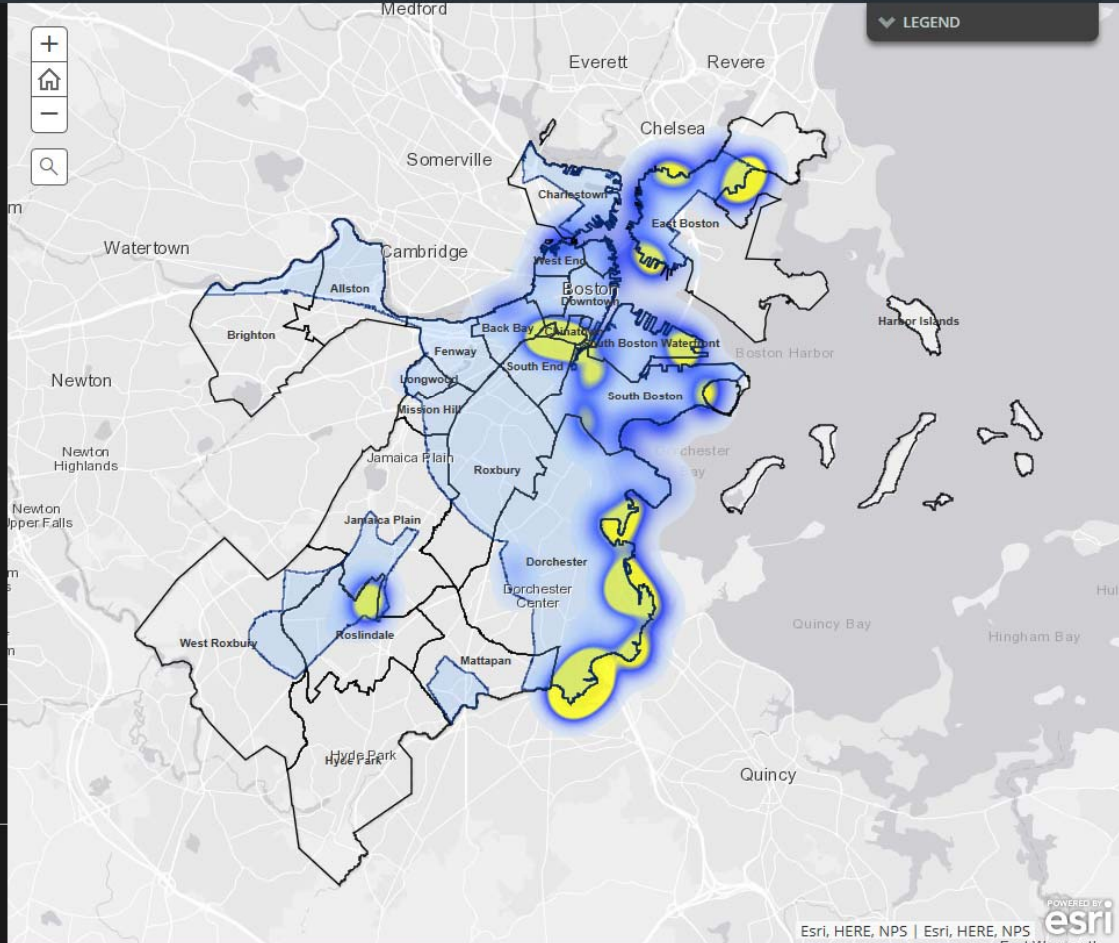 Medford
LEGEND
+
−
Everett
Revere
Chelsea
Somerville
Charlestown
Watertown
Cambridge
East Boston
West End
Boston
Downtown
Allston
Brighton
Back Bay
South Boston Waterfront
Harbor Islands
Boston Harbor
Fenway
South End
Newton
Longwood
South Boston
Mission Hill
Newton
Highlands
Jamaica Plain
Roxbury
Newton
Upper Falls
Jamaica Plain
Dorchester
Dorchester
Center
West Roxbury
Roslindale
Mattapan
Quincy Bay
Hingham Bay
Hyde Park
Hyde Park
Quincy
POWERED BY
esri
Esri, HERE, NPS | Esri, HERE, NPS